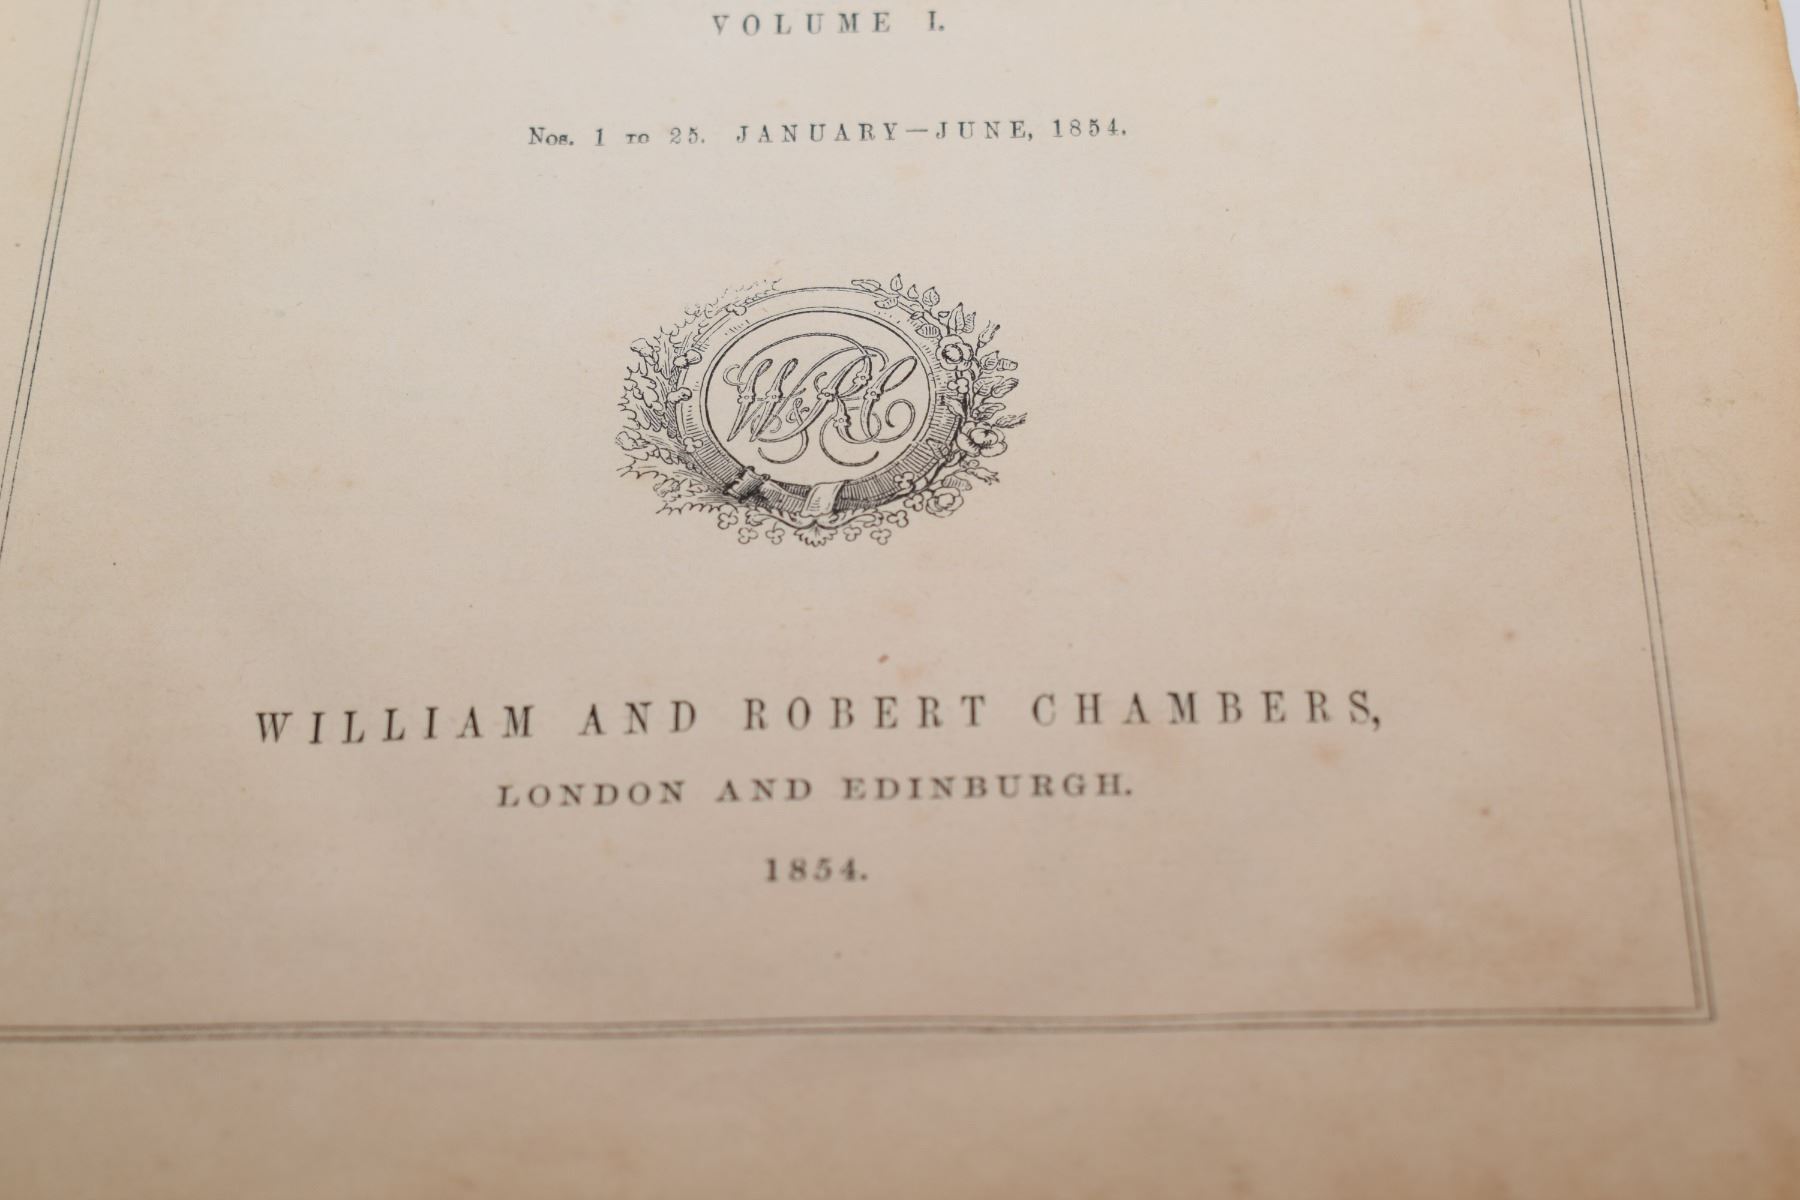 VOLUME I.
Nos. 1 TO 25. JANUARY—JUNE, 1854.
W&RC
WILLIAM AND ROBERT CHAMBERS,
LONDON AND EDINBURGH.
1854.